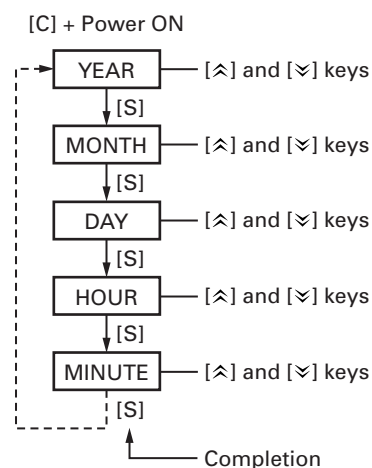 [C] + Power ON
YEAR [︽] and [︾] keys
[S]
MONTH [︽] and [︾] keys
[S]
DAY [︽] and [︾] keys
[S]
HOUR [︽] and [︾] keys
[S]
MINUTE [︽] and [︾] keys
[S]
Completion